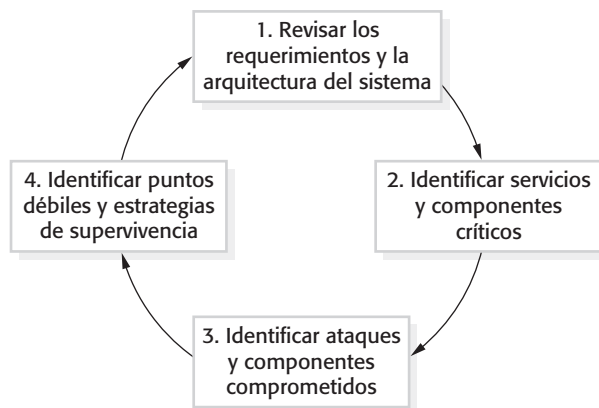 1. Revisar los
requerimientos y la
arquitectura del sistema
2. Identificar servicios
y componentes
críticos
3. Identificar ataques
y componentes
comprometidos
4. Identificar puntos
débiles y estrategias
de supervivencia